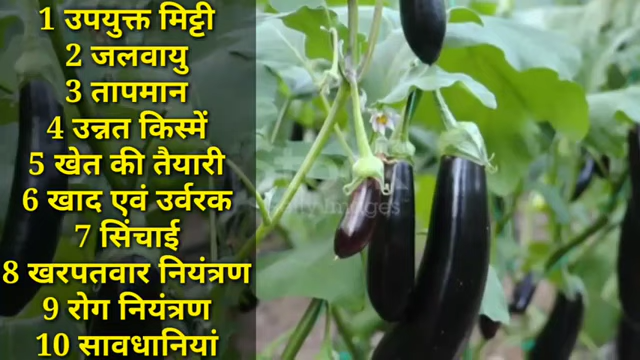 1 उपयुक्त मिट्टी
2 जलवायु
3 तापमान
4 उन्नत किस्में
5 खेत की तैयारी
6 खाद एवं उर्वरक
7 सिंचाई
8 खरपतवार नियंत्रण
9 रोग नियंत्रण
10 सावधानियां